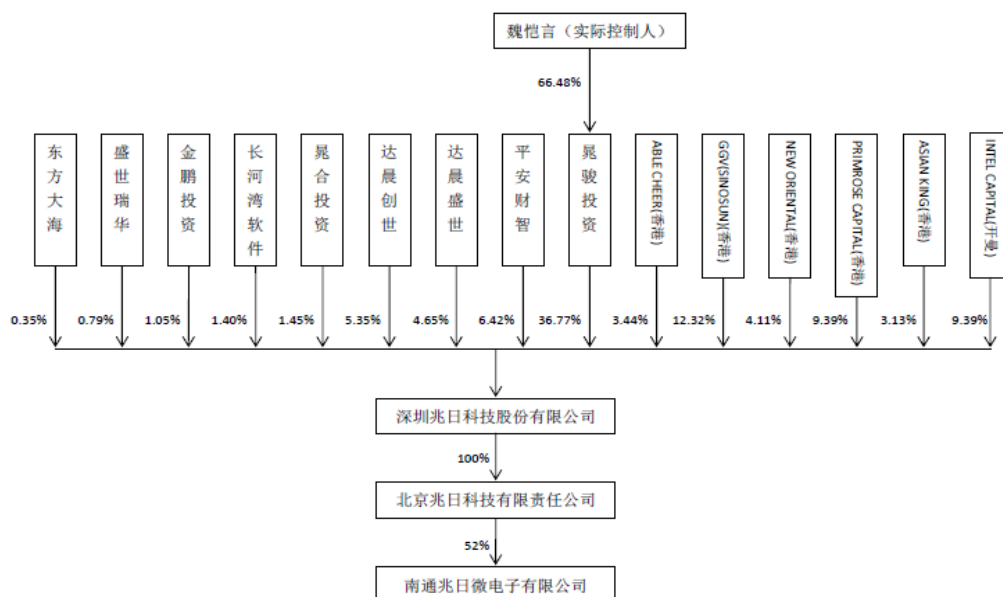 魏恺言（实际控制人）
66.48%
东方大海
盛世瑞华
金鹏投资
长河湾软件
晁合投资
达晨创世
达晨盛世
平安财智
晁骏投资
ABLE CHEER(香港)
GGV(SINOSUN)(香港)
NEW ORIENTAL(香港)
PRIMROSE CAPITAL(香港)
ASIAN KING(香港)
INTEL CAPITAL(开曼)
0.35%
0.79%
1.05%
1.40%
1.45%
5.35%
4.65%
6.42%
36.77%
3.44%
12.32%
4.11%
9.39%
3.13%
9.39%
深圳兆日科技股份有限公司
100%
北京兆日科技有限责任公司
52%
南通兆日微电子有限公司